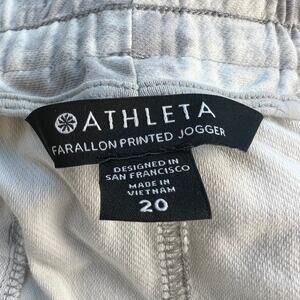 ATHLETA
FARALLON PRINTED JOGGER
DESIGNED IN
SAN FRANCISCO
MADE IN
VIETNAM
20